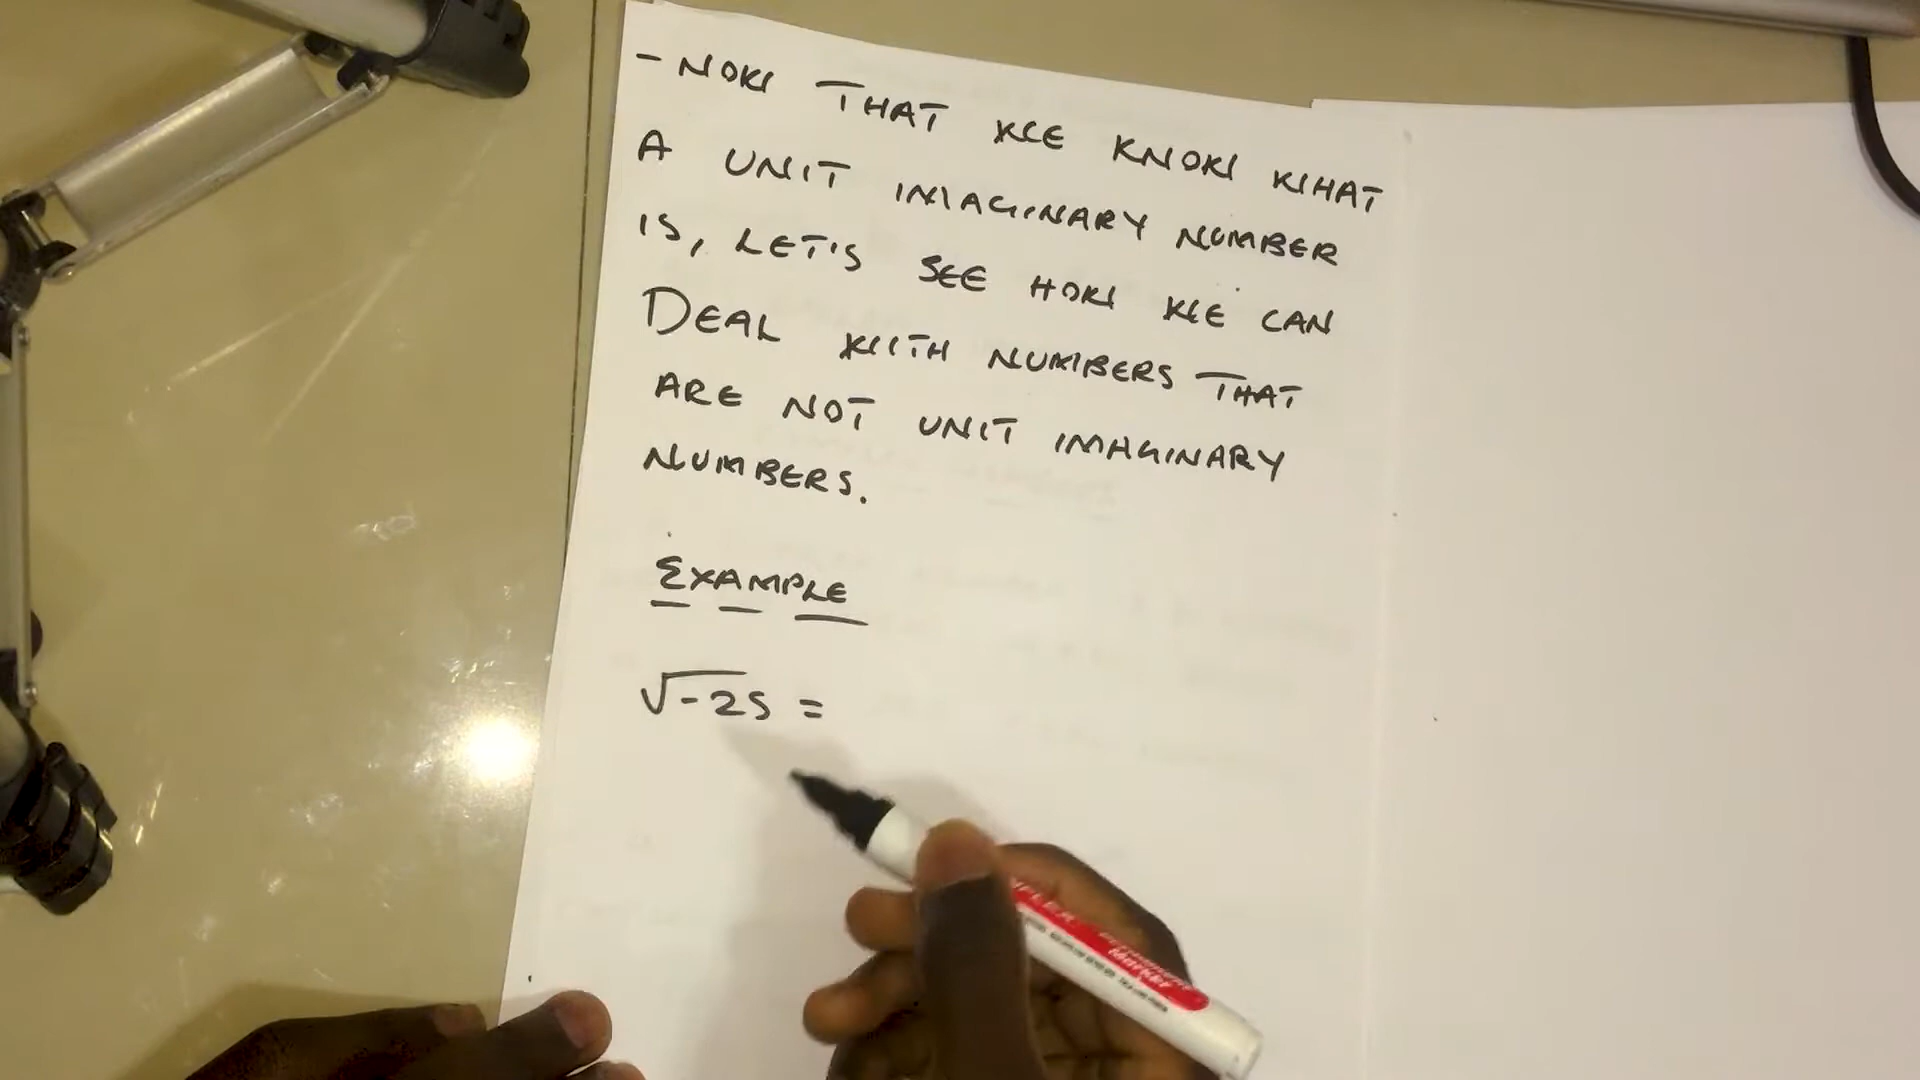 - NOW THAT WE KNOW WHAT
A UNIT IMAGINARY NUMBER
IS, LET'S SEE HOW WE CAN
DEAL WITH NUMBERS THAT
ARE NOT UNIT IMAGINARY
NUMBERS.
EXAMPLE
√-25 =
Marker